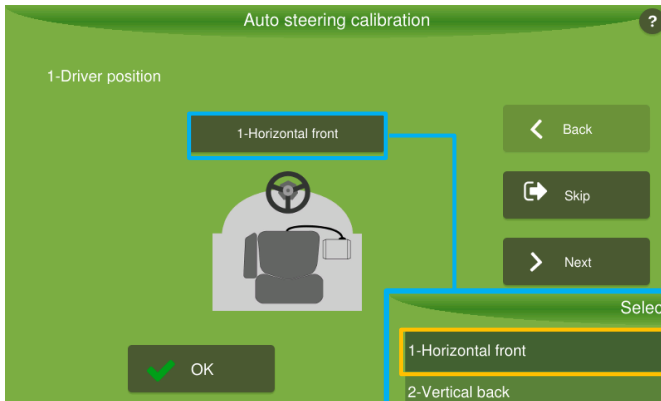 Auto steering calibration
?
1-Driver position
1-Horizontal front
Back
Skip
Next
OK
1-Horizontal front
2-Vertical back